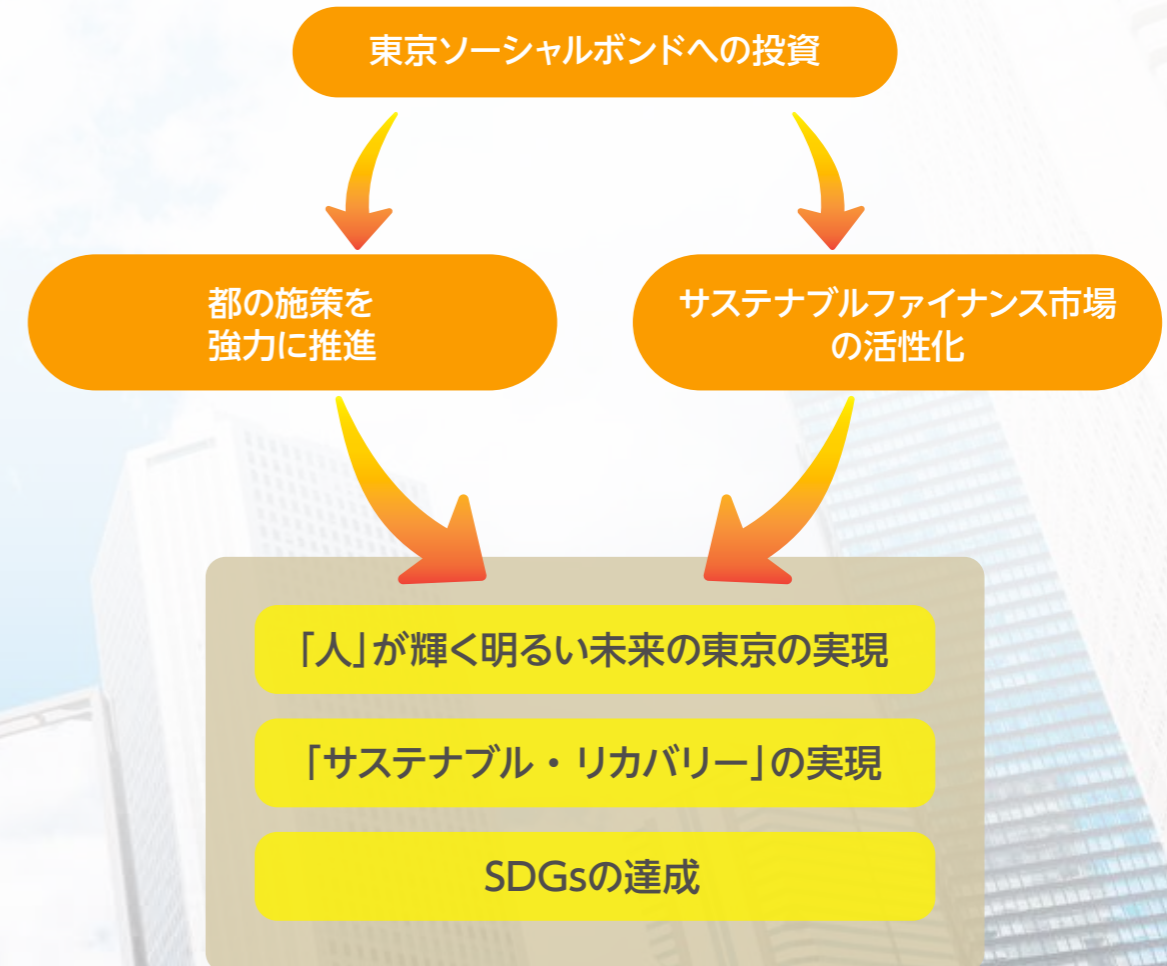 東京ソーシャルボンドへの投資
都の施策を
強力に推進
サステナブルファイナンス市場
の活性化
「人」が輝く明るい未来の東京の実現
「サステナブル・リカバリー」の実現
SDGsの達成